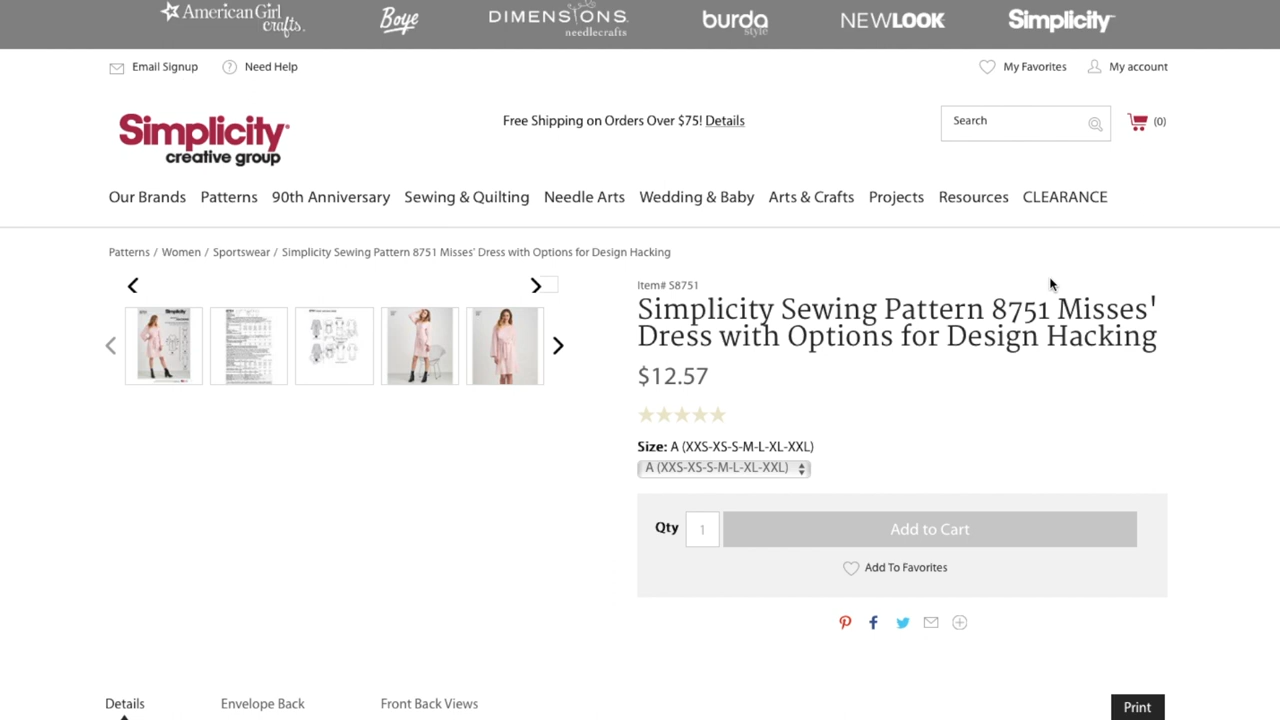 American Girl crafts
Boye
DIMENSIONS needlecrafts
burda style
NEWLOOK
Simplicity
Email Signup
Need Help
My Favorites
My account
Simplicity
creative group
Free Shipping on Orders Over $75! Details
Search
(0)
Our Brands Patterns 90th Anniversary Sewing & Quilting Needle Arts Wedding & Baby Arts & Crafts Projects Resources CLEARANCE
Patterns / Women / Sportswear / Simplicity Sewing Pattern 8751 Misses' Dress with Options for Design Hacking
Item# S8751
Simplicity Sewing Pattern 8751 Misses'
Dress with Options for Design Hacking
$12.57
Size: A (XXS-XS-S-M-L-XL-XXL)
A (XXS-XS-S-M-L-XL-XXL)
Qty 1 Add to Cart
Add To Favorites
Details Envelope Back Front Back Views
Print